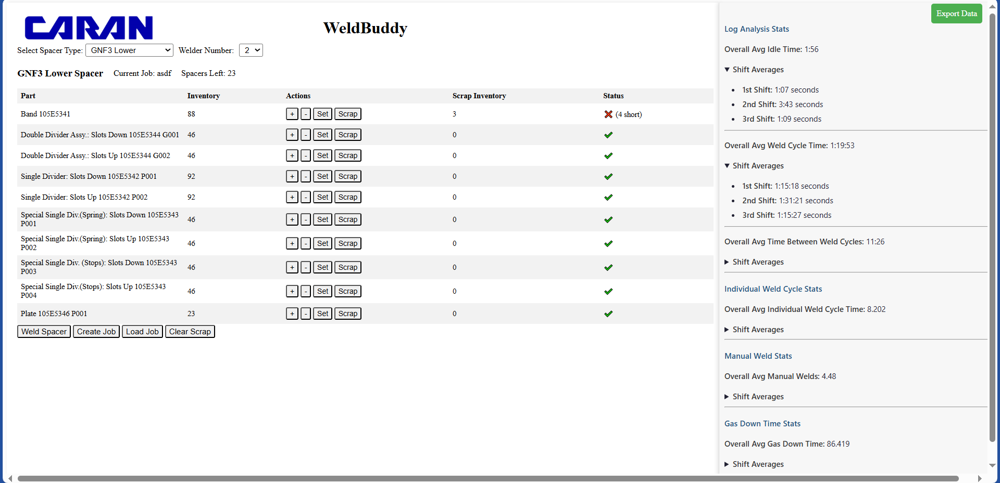 CARAN
WeldBuddy
Select Spacer Type: GNF3 Lower Welder Number: 2
GNF3 Lower Spacer Current Job: asdf Spacers Left: 23
Part Inventory Actions Scrap Inventory Status
Band 105E5341 88 + - Set Scrap 3 (4 short)
Double Divider Assy.: Slots Down 105E5344 G001 46 + - Set Scrap 0
Double Divider Assy.: Slots Up 105E5344 G002 46 + - Set Scrap 0
Single Divider: Slots Down 105E5342 P001 92 + - Set Scrap 0
Single Divider: Slots Up 105E5342 P002 92 + - Set Scrap 0
Special Single Div.(Spring): Slots Down 105E5343
P001 46 + - Set Scrap 0
Special Single Div.(Spring): Slots Up 105E5343
P002 46 + - Set Scrap 0
Special Single Div. (Stops): Slots Down 105E5343
P003 46 + - Set Scrap 0
Special Single Div.(Stops): Slots Up 105E5343
P004 46 + - Set Scrap 0
Plate 105E5346 P001 23 + - Set Scrap 0
Weld Spacer Create Job Load Job Clear Scrap
Export Data
Log Analysis Stats
Overall Avg Idle Time: 1:56
Shift Averages
1st Shift: 1:07 seconds
2nd Shift: 3:43 seconds
3rd Shift: 1:09 seconds
Overall Avg Weld Cycle Time: 1:19:53
Shift Averages
1st Shift: 1:15:18 seconds
2nd Shift: 1:31:21 seconds
3rd Shift: 1:15:27 seconds
Overall Avg Time Between Weld Cycles: 11:26
Shift Averages
Individual Weld Cycle Stats
Overall Avg Individual Weld Cycle Time: 8.202
Shift Averages
Manual Weld Stats
Overall Avg Manual Welds: 4.48
Shift Averages
Gas Down Time Stats
Overall Avg Gas Down Time: 86.419
Shift Averages